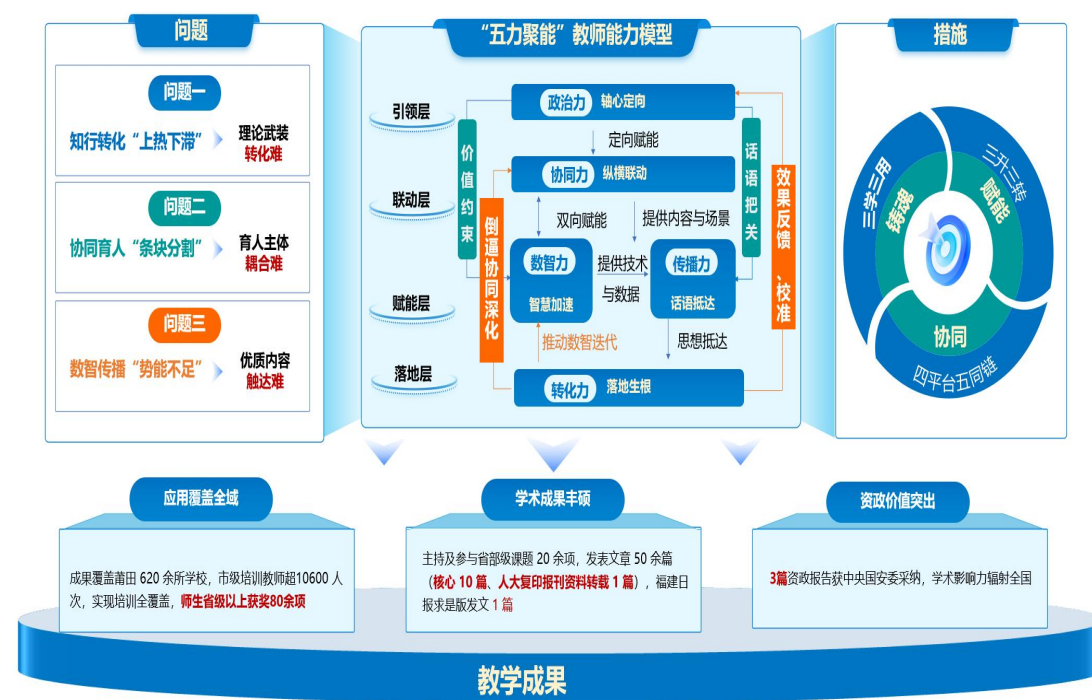 问题
问题一
知行转化“上热下滞”
理论武装
转化难
问题二
协同育人“条块分割”
育人主体
耦合难
问题三
数智传播“势能不足”
优质内容
触达难
“五力聚能”教师能力模型
引领层
联动层
赋能层
落地层
价值约束
倒逼协同深化
政治力 轴心定向
定向赋能
协同力 纵横联动
双向赋能
提供内容与场景
数智力
智慧加速
提供技术
与数据
传播力
话语抵达
推动数智迭代
思想抵达
转化力 落地生根
话语把关
效果反馈、校准
措施
三学三用
铸魂
三升三转
赋能
协同
四平台五同链
应用覆盖全域
成果覆盖莆田 620 余所学校，市级培训教师超10600 人
次，实现培训全覆盖，师生省级以上获奖80余项
学术成果丰硕
主持及参与省部级课题 20 余项，发表文章 50 余篇
（核心 10 篇、人大复印报刊资料转载 1 篇），福建日
报求是版发文 1 篇
资政价值突出
3篇资政报告获中央国安委采纳，学术影响力辐射全国
教学成果